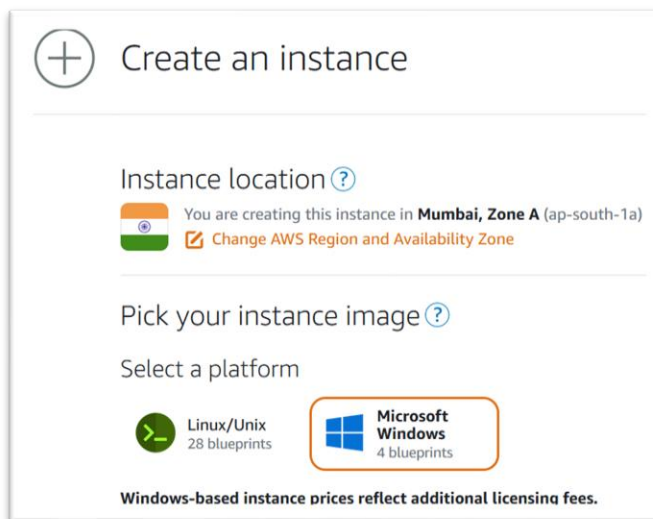 Create an instance
Instance location ?
You are creating this instance in Mumbai, Zone A (ap-south-1a)
Change AWS Region and Availability Zone
Pick your instance image ?
Select a platform
Linux/Unix
28 blueprints
Microsoft
Windows
4 blueprints
Windows-based instance prices reflect additional licensing fees.